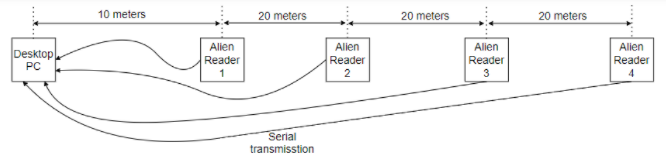 10 meters
20 meters
20 meters
20 meters
Desktop
PC
Alien
Reader
1
Alien
Reader
2
Alien
Reader
3
Alien
Reader
4
Serial
transmisstion